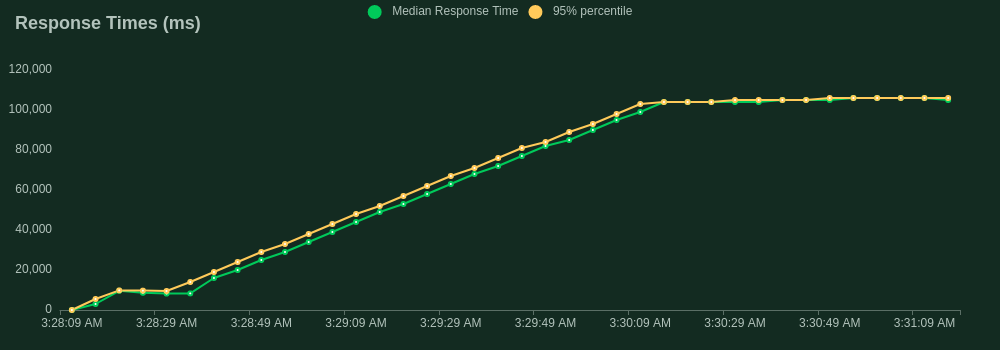 Response Times (ms)
Median Response Time
95% percentile
120,000
100,000
80,000
60,000
40,000
20,000
0
3:28:09 AM
3:28:29 AM
3:28:49 AM
3:29:09 AM
3:29:29 AM
3:29:49 AM
3:30:09 AM
3:30:29 AM
3:30:49 AM
3:31:09 AM